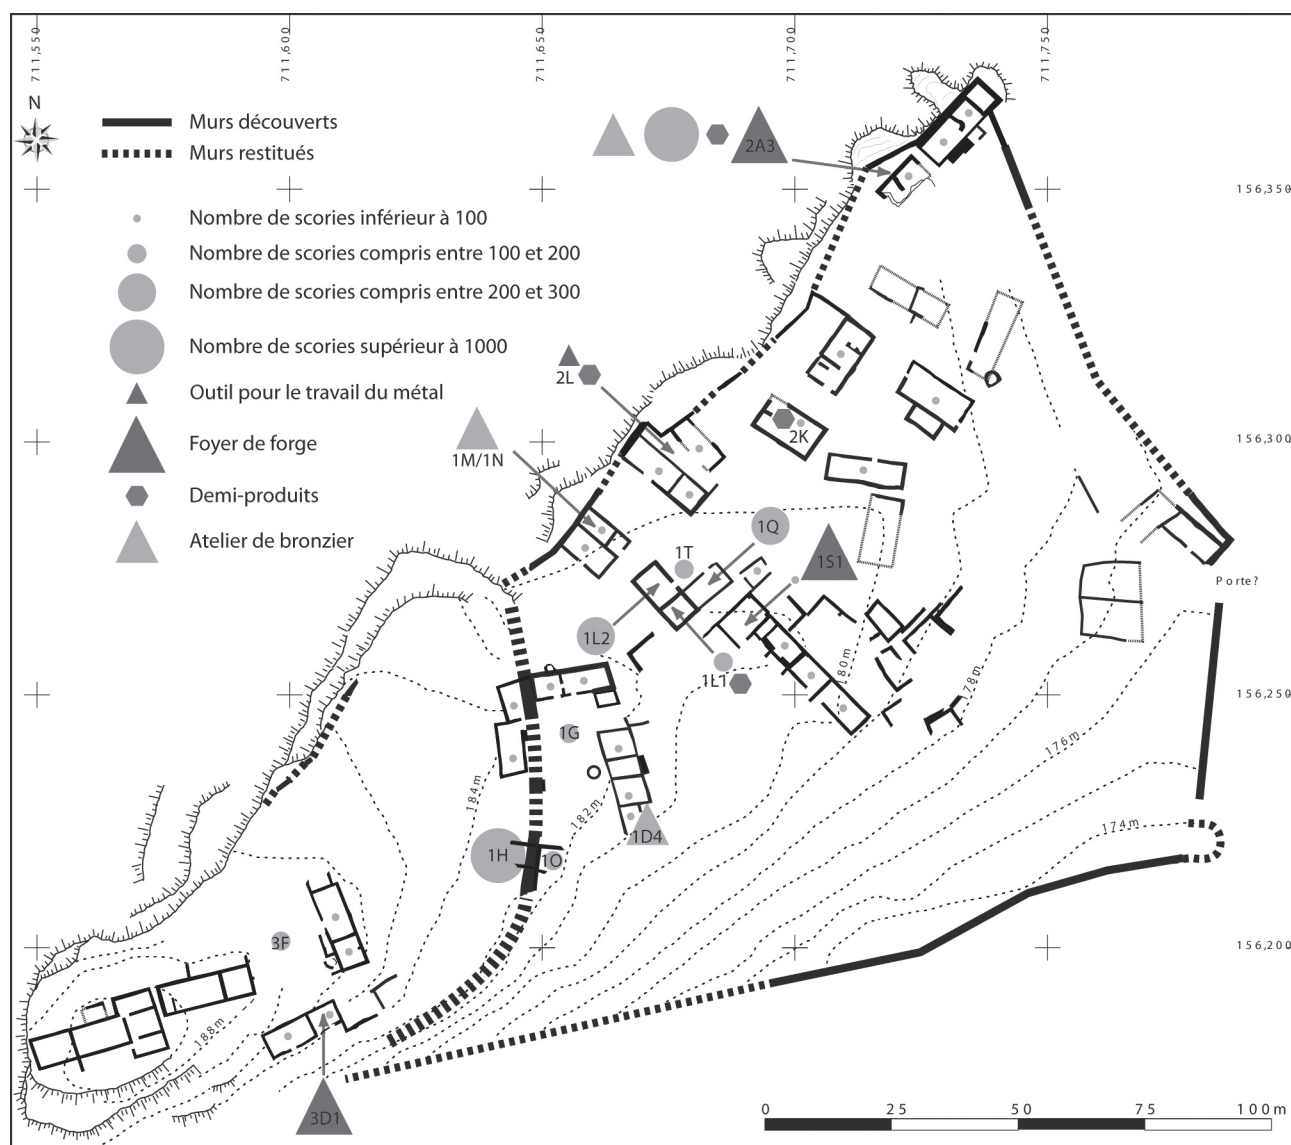 711,550
711,600
711,650
711,700
711,750
N
Murs découverts
Murs restitués
Nombre de scories inférieur à 100
Nombre de scories compris entre 100 et 200
Nombre de scories compris entre 200 et 300
Nombre de scories supérieur à 1000
Outil pour le travail du métal
Foyer de forge
Demi-produits
Atelier de bronzier
2A3
156,350
2L
1M/1N
2K
156,300
1Q
1T
1S1
Porte?
1L2
1L1
180m
178m
156,250
1G
176m
184m
182m
174m
1D4
1H
1O
3F
156,200
188m
3D1
0
25
50
75
100m